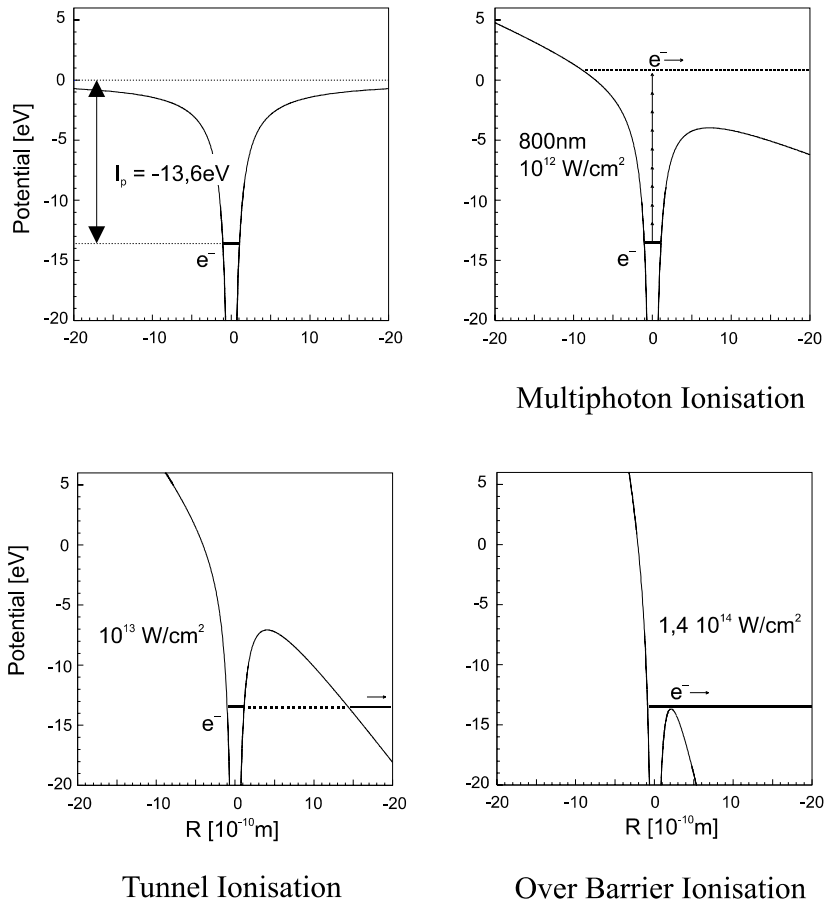 5
0
-5
-10
-15
-20
Potential [eV]
Iₚ = -13,6eV
e⁻
-20 -10 0 10 -20
5
0
-5
-10
-15
-20
e⁻ →
800nm
10¹² W/cm²
e⁻
-20 -10 0 10 -20
Multiphoton Ionisation
5
0
-5
-10
-15
-20
Potential [eV]
10¹³ W/cm²
→
e⁻
-20 -10 0 10 -20
R [10⁻¹⁰m]
Tunnel Ionisation
5
0
-5
-10
-15
-20
1,4 10¹⁴ W/cm²
e⁻ →
-20 -10 0 10 -20
R [10⁻¹⁰m]
Over Barrier Ionisation